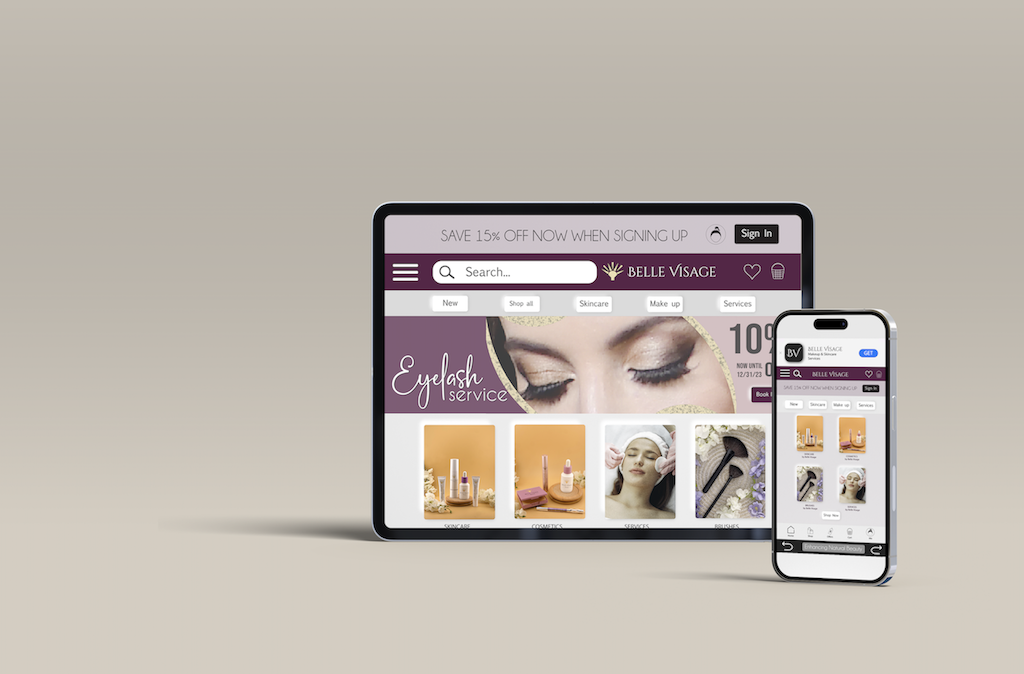 SAVE 15% OFF NOW WHEN SIGNING UP
Sign In
Search...
BELLE VISAGE
New
Shop all
Skincare
Make up
Services
Eyelash
service
10%
NOW UNTIL
12/31/23
Book
SKINCARE
COSMETICS
SERVICES
BRUSHES
BV
BELLE VISAGE
Makeup & Skincare
Services
GET
BELLE VISAGE
SAVE 15% OFF NOW WHEN SIGNING UP
Sign In
New
Skincare
Make up
Services
Shop Now
Enhancing Natural Beauty